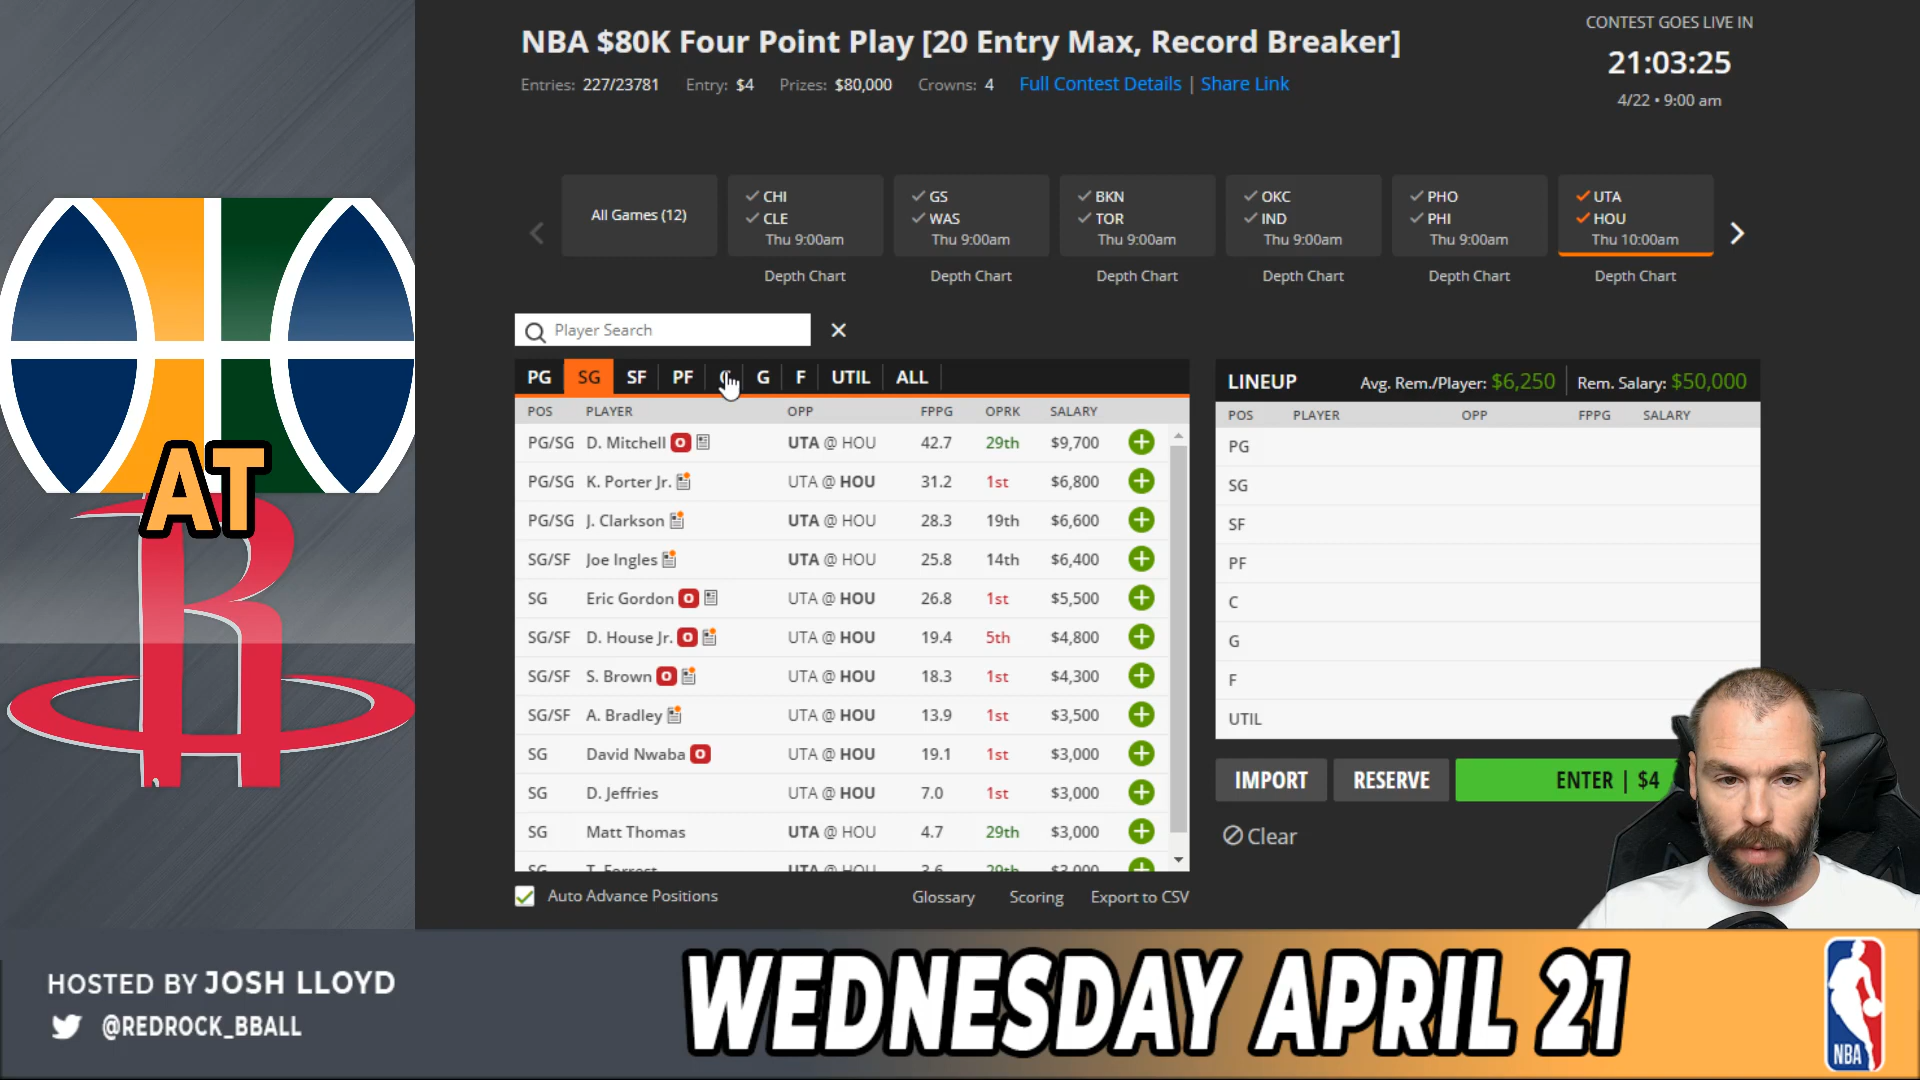 NBA $80K Four Point Play [20 Entry Max, Record Breaker]
Entries: 227/23781 Entry: $4 Prizes: $80,000 Crowns: 4 Full Contest Details | Share Link
CONTEST GOES LIVE IN
21:03:25
4/22 • 9:00 am
All Games (12)
CHI
CLE
Thu 9:00am
Depth Chart
GS
WAS
Thu 9:00am
Depth Chart
BKN
TOR
Thu 9:00am
Depth Chart
OKC
IND
Thu 9:00am
Depth Chart
PHO
PHI
Thu 9:00am
Depth Chart
UTA
HOU
Thu 10:00am
Depth Chart
Player Search
PG SG SF PF G F UTIL ALL
POS PLAYER OPP FPPG OPRK SALARY
PG/SG D. Mitchell O UTA @ HOU 42.7 29th $9,700
PG/SG K. Porter Jr. UTA @ HOU 31.2 1st $6,800
PG/SG J. Clarkson UTA @ HOU 28.3 19th $6,600
SG/SF Joe Ingles UTA @ HOU 25.8 14th $6,400
SG Eric Gordon O UTA @ HOU 26.8 1st $5,500
SG/SF D. House Jr. O UTA @ HOU 19.4 5th $4,800
SG/SF S. Brown O UTA @ HOU 18.3 1st $4,300
SG/SF A. Bradley UTA @ HOU 13.9 1st $3,500
SG David Nwaba O UTA @ HOU 19.1 1st $3,000
SG D. Jeffries UTA @ HOU 7.0 1st $3,000
SG Matt Thomas UTA @ HOU 4.7 29th $3,000
SG T. Forrest UTA @ HOU 3.6 29th $3,000
Auto Advance Positions Glossary Scoring Export to CSV
LINEUP Avg. Rem./Player: $6,250 Rem. Salary: $50,000
POS PLAYER OPP FPPG SALARY
PG
SG
SF
PF
C
G
F
UTIL
IMPORT RESERVE ENTER | $4
Clear
AT
HOSTED BY JOSH LLOYD
@REDROCK_BBALL
WEDNESDAY APRIL 21
NBA